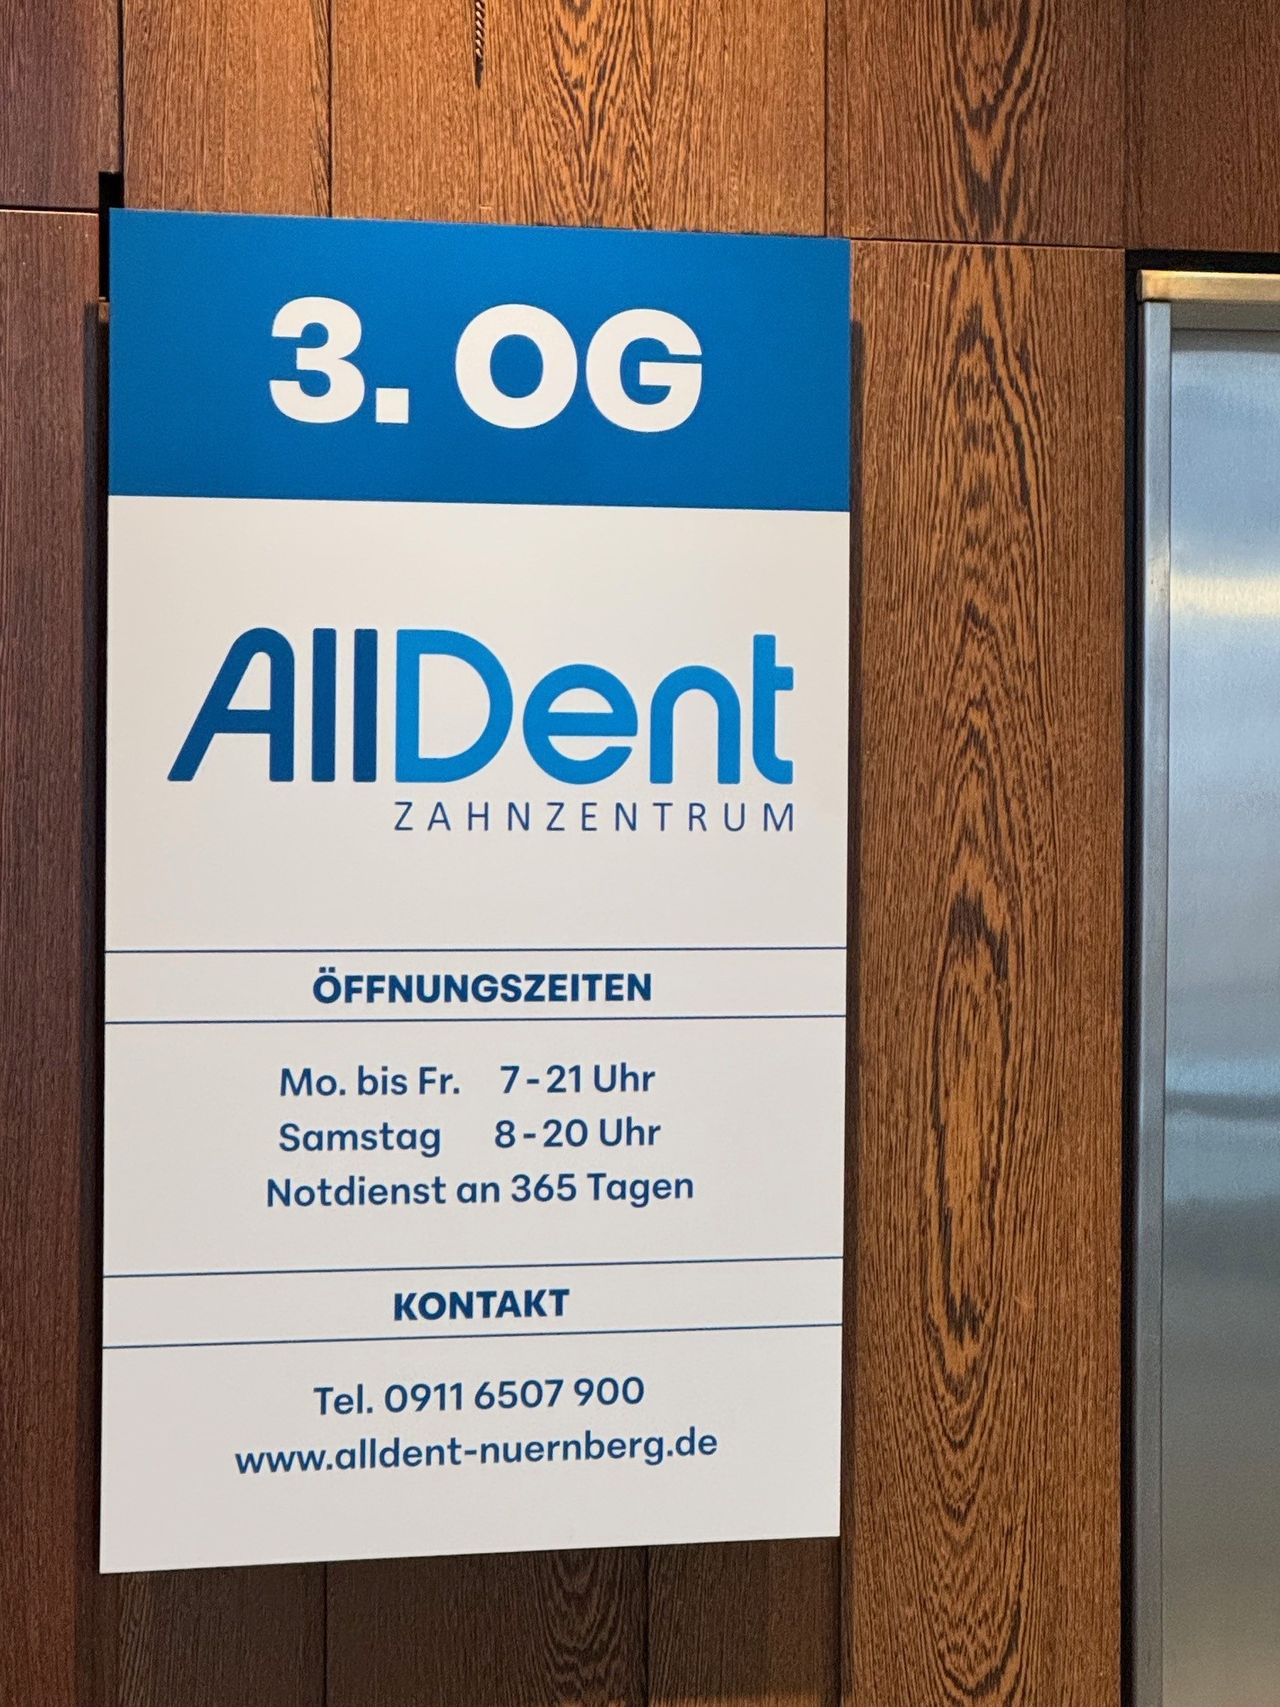 3. OG
AllDent
ZAHNZENTRUM
ÖFFNUNGSZEITEN
Mo. bis Fr. 7-21 Uhr
Samstag 8-20 Uhr
Notdienst an 365 Tagen
KONTAKT
Tel. 0911 6507 900
www.alldent-nuernberg.de